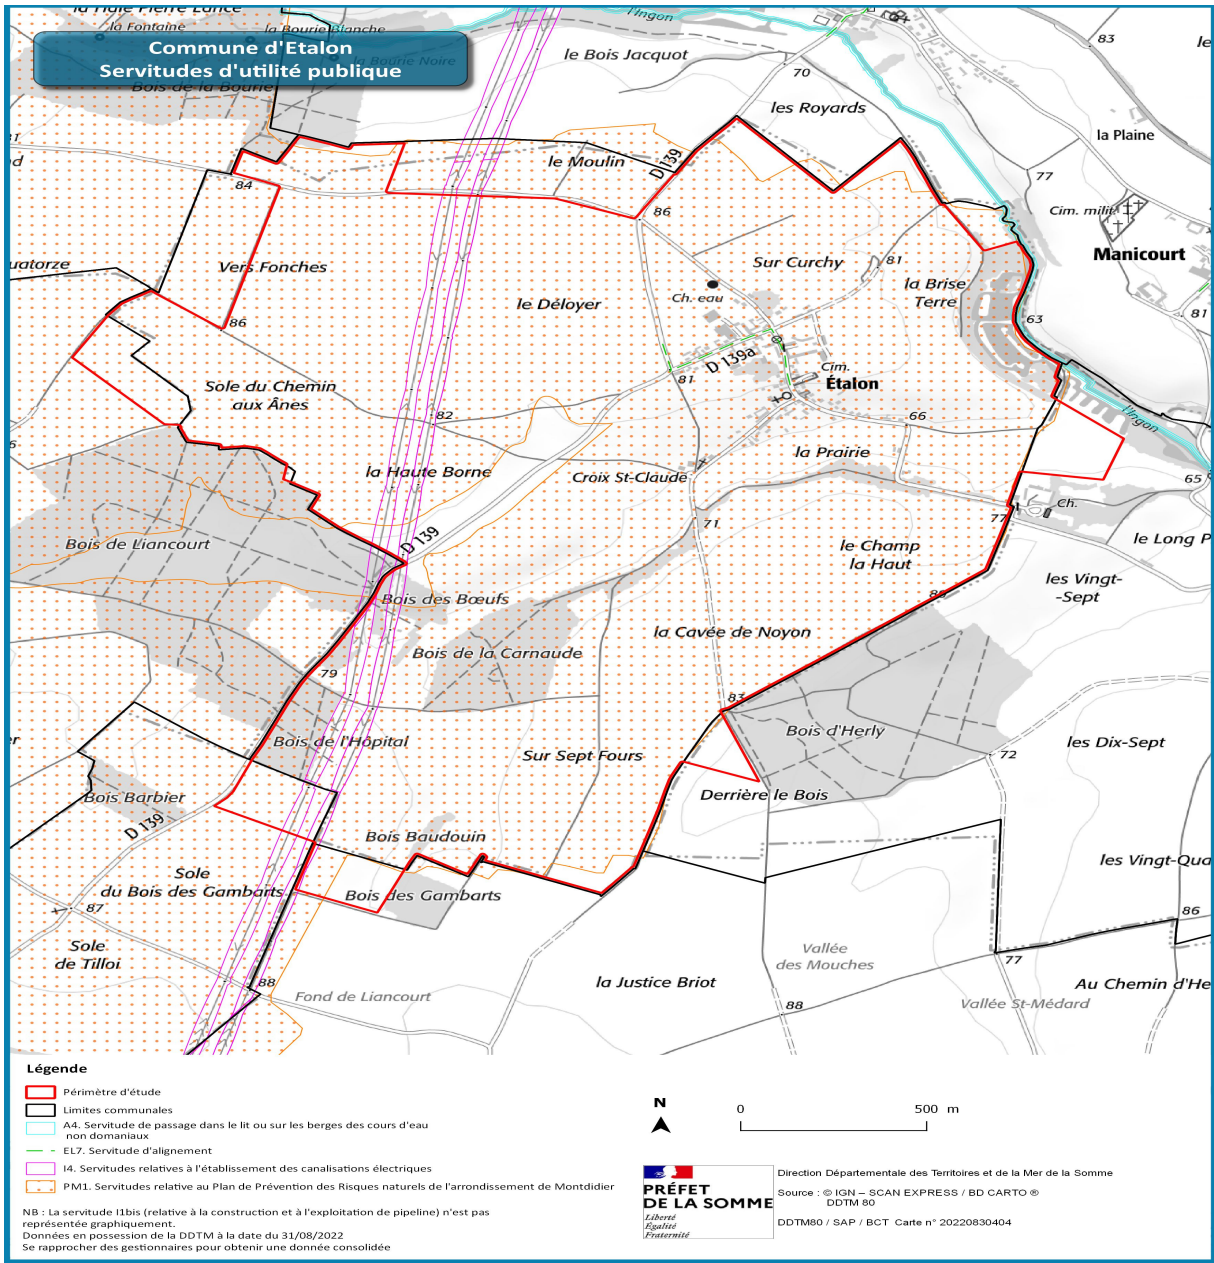 la Haie Pierre Lance
la Fontaine
la Bourie Blanche
l'Ingon
Commune d'Etalon
Servitudes d'utilité publique
la Bourie Noire
Bois de la Bourie
le Bois Jacquot
83
le
70
les Royards
la Plaine
81
nd
84
le Moulin
D 139
77
86
Cim. milit.
Manicourt
uatorze
Vers Fonches
Sur Curchy
81
la Brise
Terre
le Déloyer
Ch. eau
86
63
81
D 139a
81
Cim.
Étalon
Sole du Chemin
aux Ânes
82
66
l'Ingon
6
la Haute Borne
Croix St-Claude
la Prairie
65
Ch.
71
77
Bois de Liancourt
D 139
le Champ
la Haut
le Long P
les Vingt-
-Sept
Bois des Bœufs
80
la Cavée de Noyon
Bois de la Carnaude
79
83
Bois de l'Hôpital
Bois d'Herly
er
Sur Sept Fours
72
les Dix-Sept
Bois Barbier
Derrière le Bois
D 139
Bois Baudouin
les Vingt-Qua
Sole
du Bois des Gambarts
Bois des Gambarts
87
86
Sole
de Tilloi
Vallée
des Mouches
77
88
la Justice Briot
Au Chemin d'He
Fond de Liancourt
88
Vallée St-Médard
Légende
Périmètre d'étude
Limites communales
A4. Servitude de passage dans le lit ou sur les berges des cours d'eau
non domaniaux
EL7. Servitude d'alignement
I4. Servitudes relatives à l'établissement des canalisations électriques
PM1. Servitudes relative au Plan de Prévention des Risques naturels de l'arrondissement de Montdidier
NB : La servitude I1bis (relative à la construction et à l'exploitation de pipeline) n'est pas
représentée graphiquement.
Données en possession de la DDTM à la date du 31/08/2022
Se rapprocher des gestionnaires pour obtenir une donnée consolidée
N
0 500 m
PRÉFET
DE LA SOMME
Liberté
Égalité
Fraternité
Direction Départementale des Territoires et de la Mer de la Somme
Source : © IGN – SCAN EXPRESS / BD CARTO ®
DDTM 80
DDTM80 / SAP / BCT Carte n° 20220830404